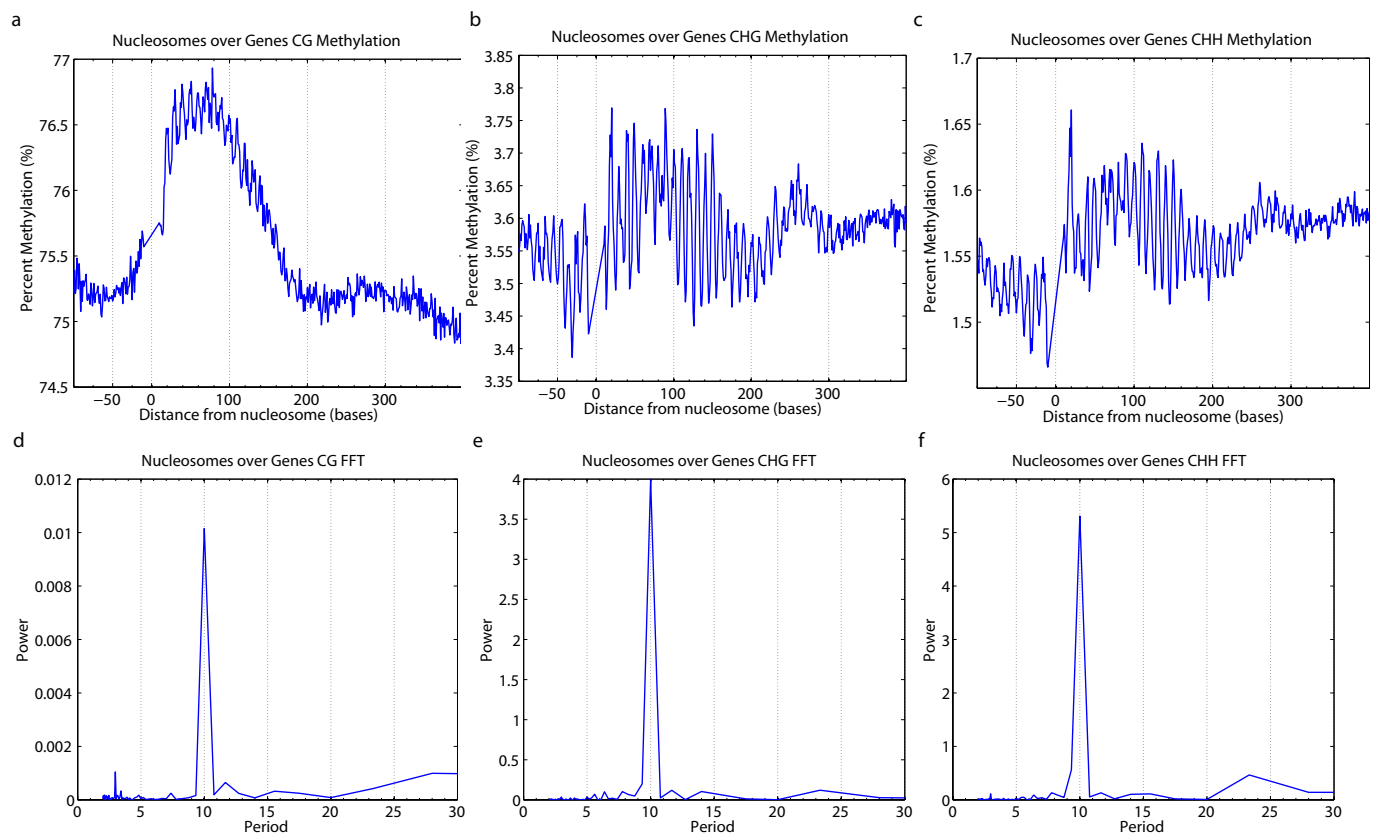 a
Nucleosomes over Genes CG Methylation
Percent Methylation (%)
77
76.5
76
75.5
75
74.5
−50 0 100 200 300
Distance from nucleosome (bases)
b
Nucleosomes over Genes CHG Methylation
Percent Methylation (%)
3.85
3.8
3.75
3.7
3.65
3.6
3.55
3.5
3.45
3.4
3.35
−50 0 100 200 300
Distance from nucleosome (bases)
c
Nucleosomes over Genes CHH Methylation
Percent Methylation (%)
1.7
1.65
1.6
1.55
1.5
−50 0 100 200 300
Distance from nucleosome (bases)
d
Nucleosomes over Genes CG FFT
Power
0.012
0.01
0.008
0.006
0.004
0.002
0
0 5 10 15 20 25 30
Period
e
Nucleosomes over Genes CHG FFT
Power
4
3.5
3
2.5
2
1.5
1
0.5
0
0 5 10 15 20 25 30
Period
f
Nucleosomes over Genes CHH FFT
Power
6
5
4
3
2
1
0
0 5 10 15 20 25 30
Period